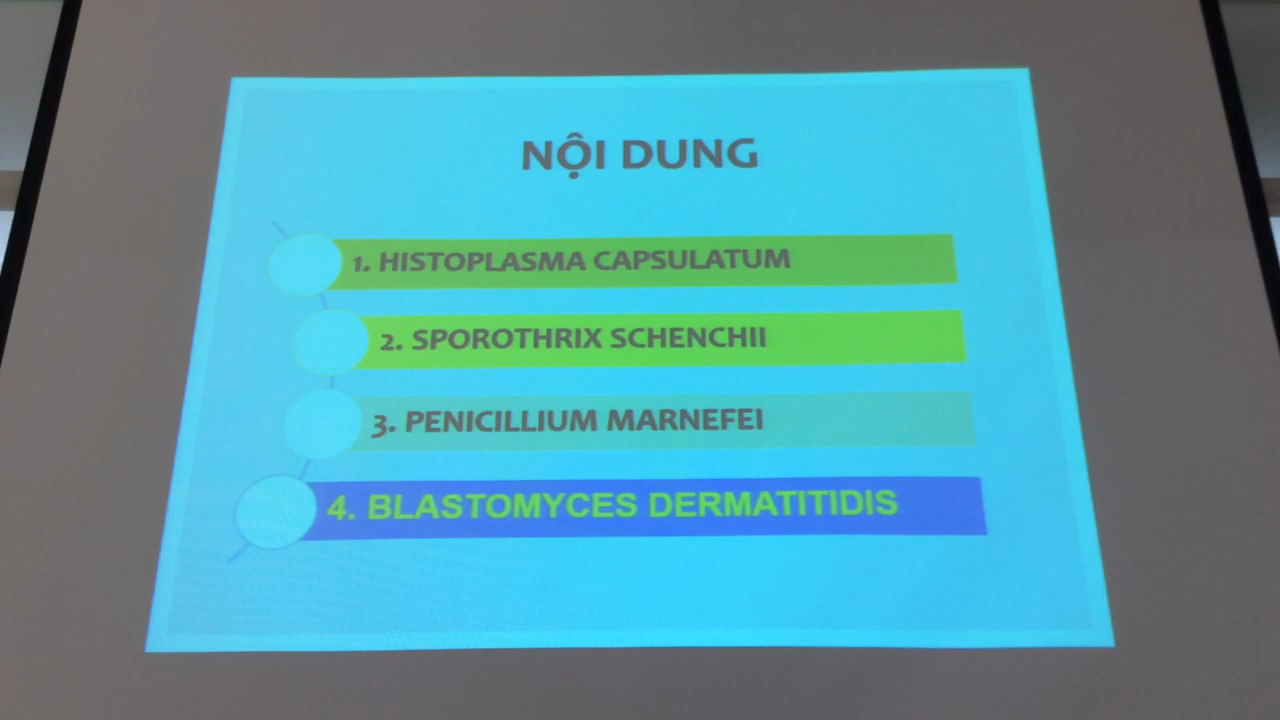 NỘI DUNG
1. HISTOPLASMA CAPSULATUM
2. SPOROTHRIX SCHENCHII
3. PENICILLIUM MARNEFEI
4. BLASTOMYCES DERMATITIDIS